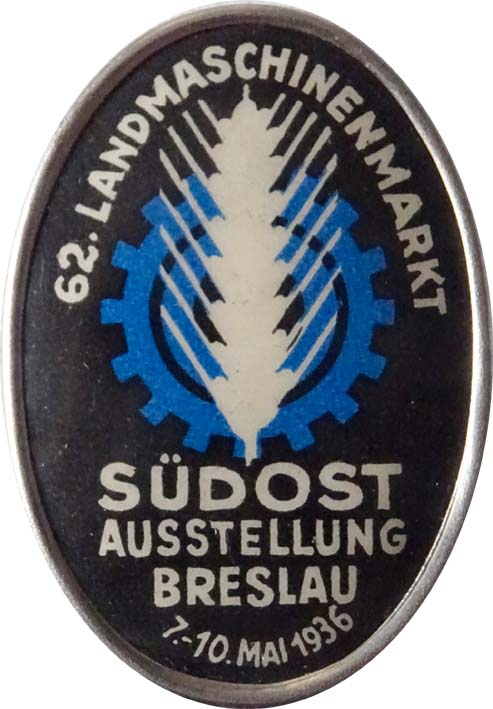 62. LANDMASCHINENMARKT
SÜDOST
AUSSTELLUNG
BRESLAU
7.-10. MAI 1936